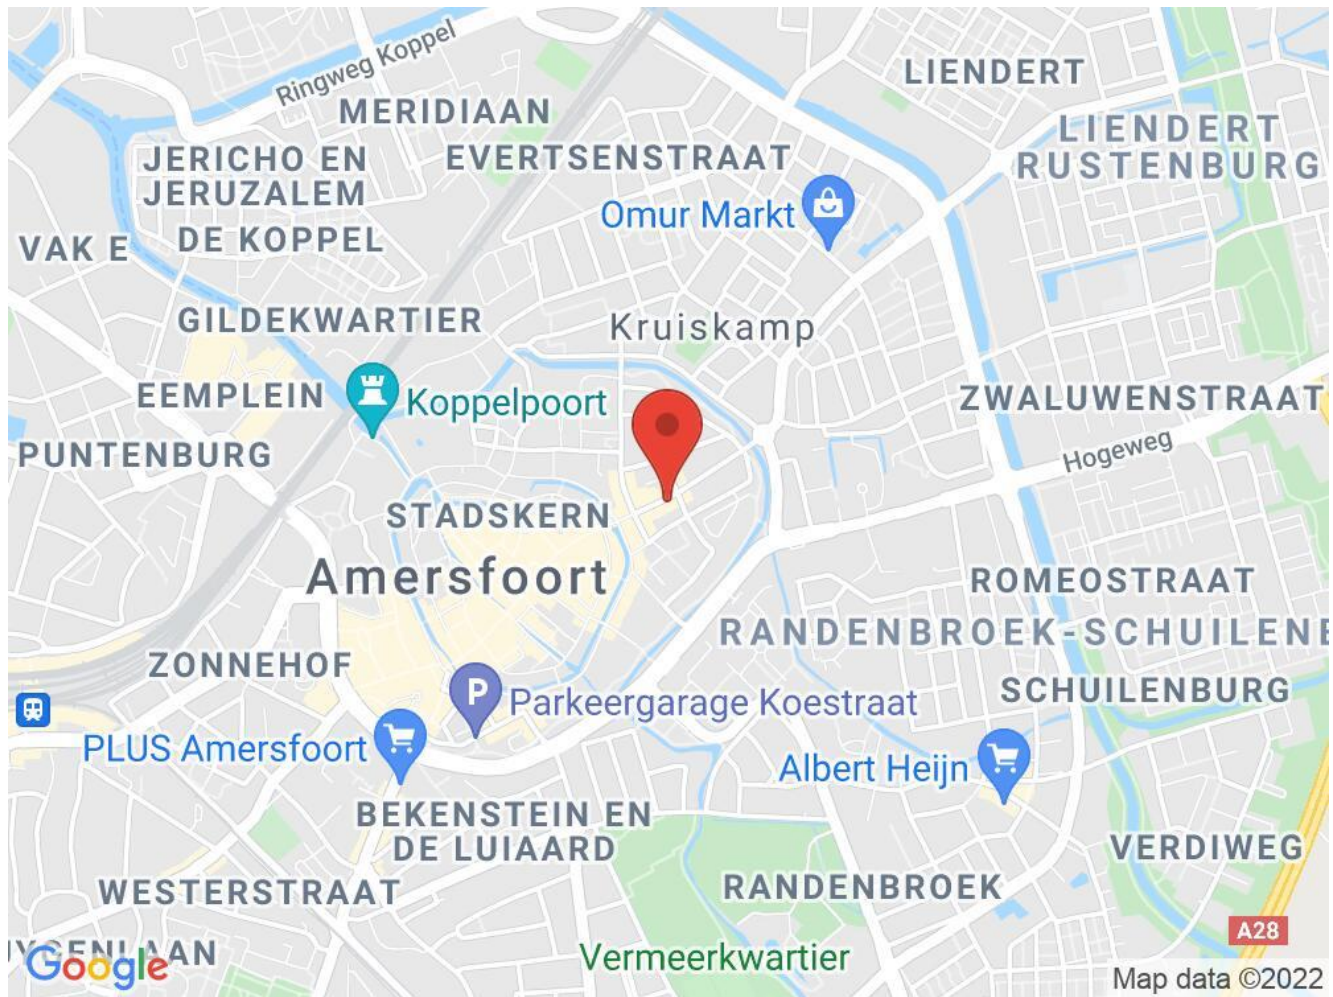 Ringweg Koppel
LIENDERT
MERIDIAAN
LIENDERT
RUSTENBURG
JERICHO EN
JERUZALEM
EVERTSENSTRAAT
Omur Markt
VAK E
DE KOPPEL
GILDEKWARTIER
Kruiskamp
EEMPLEIN
Koppelpoort
ZWALUWENSTRAAT
PUNTENBURG
Hogeweg
STADSKERN
Amersfoort
ROMEOSTRAAT
RANDENBROEK-SCHUILENB
ZONNEHOF
SCHUILENBURG
P
Parkeergarage Koestraat
PLUS Amersfoort
Albert Heijn
BEKENSTEIN EN
DE LUIAARD
VERDIWEG
WESTERSTRAAT
RANDENBROEK
A28
Vermeerkwartier
Google
Map data ©2022